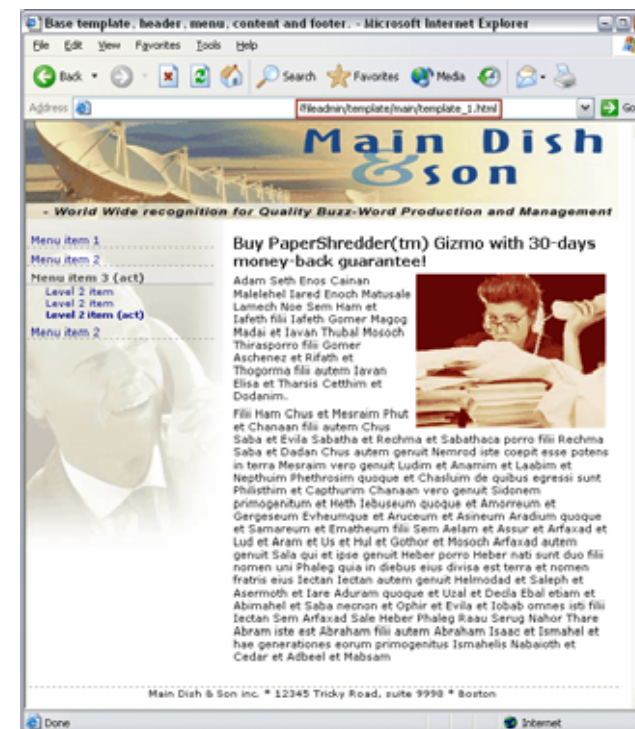 Base template, header, menu, content and footer. - Microsoft Internet Explorer
File Edit View Favorites Tools Help
Back Search Favorites Media
Address /fileadmin/template/main/template_1.html Go
Main Dish
& son
- World Wide recognition for Quality Buzz-Word Production and Management
Menu item 1
Menu item 2
Menu item 3 (act)
Level 2 item
Level 2 item
Level 2 item (act)
Menu item 2
Buy PaperShredder(tm) Gizmo with 30-days
money-back guarantee!
Adam Seth Enos Cainan
Malelehel Iared Enoch Matusale
Lamech Noe Sem Ham et
Iafeth filii Iafeth Gomer Magog
Madai et Iavan Thubal Mosoch
Thirasporro filii Gomer
Aschenez et Rifath et
Thogorma filii autem Iavan
Elisa et Tharsis Cetthim et
Dodanim.
Filii Ham Chus et Mesraim Phut
et Chanaan filii autem Chus
Saba et Evila Sabatha et Rechma et Sabathaca porro filii Rechma
Saba et Dadan Chus autem genuit Nemrod iste coepit esse potens
in terra Mesraim vero genuit Ludim et Anamim et Laabim et
Nepthuim Phethrosim quoque et Chasluim de quibus egressi sunt
Philisthim et Capthurim Chanaan vero genuit Sidonem
primogenitum et Heth Iebuseum quoque et Amorreum et
Gergeseum Evheumque et Aruceum et Asineum Aradium quoque
et Samareum et Ematheum filii Sem Aelam et Assur et Arfaxad et
Lud et Aram et Us et Hul et Gothor et Mosoch Arfaxad autem
genuit Sala qui et ipse genuit Heber porro Heber nati sunt duo filii
nomen uni Phaleg quia in diebus eius divisa est terra et nomen
fratris eius Iectan Iectan autem genuit Helmodad et Saleph et
Asermoth et Iare Aduram quoque et Uzal et Decla Ebal etiam et
Abimahel et Saba necnon et Ophir et Evila et Iobab omnes isti filii
Iectan Sem Arfaxad Sale Heber Phaleg Raau Serug Nahor Thare
Abram iste est Abraham filii autem Abraham Isaac et Ismahel et
hae generationes eorum primogenitus Ismahelis Nabaioth et
Cedar et Adbeel et Mabsam
Main Dish & Son inc. * 12345 Tricky Road, suite 9998 * Boston
Done Internet